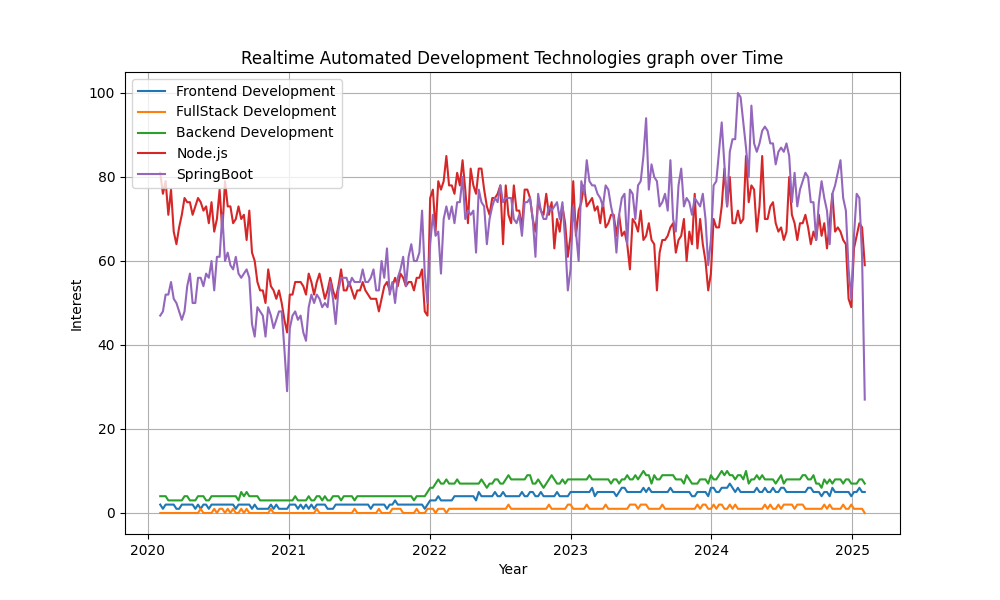 Realtime Automated Development Technologies graph over Time
Frontend Development
FullStack Development
Backend Development
Node.js
SpringBoot
100
80
60
40
20
0
Interest
2020
2021
2022
2023
2024
2025
Year